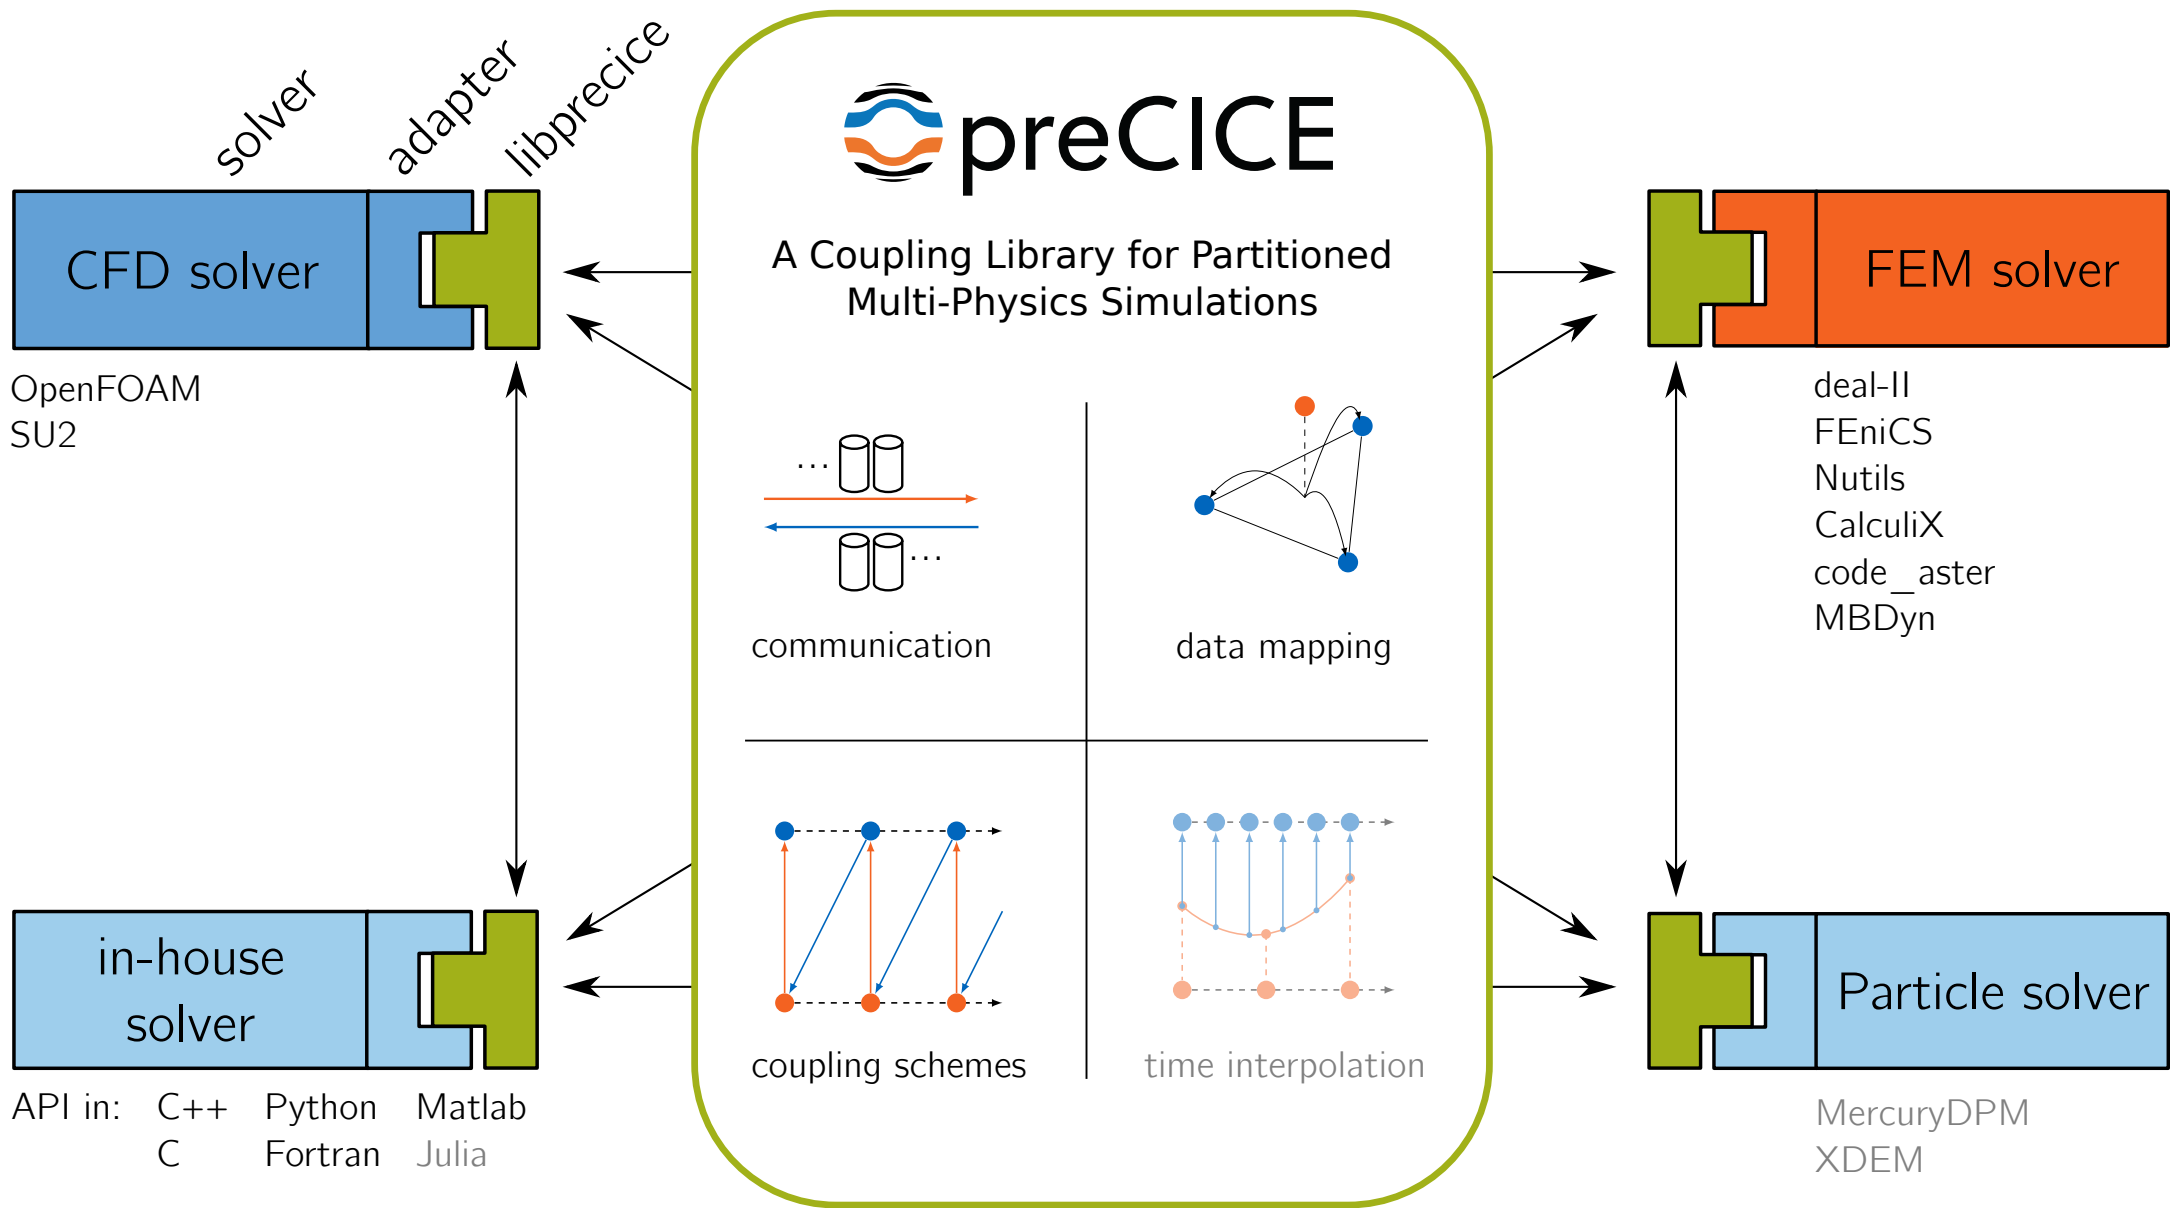 solver
adapter
libprecice
preCICE
A Coupling Library for Partitioned
Multi-Physics Simulations
CFD solver
OpenFOAM
SU2
FEM solver
deal-II
FEniCS
Nutils
CalculiX
code_aster
MBDyn
...
...
communication
data mapping
coupling schemes
time interpolation
in-house
solver
API in: C++ Python Matlab
C Fortran Julia
Particle solver
MercuryDPM
XDEM